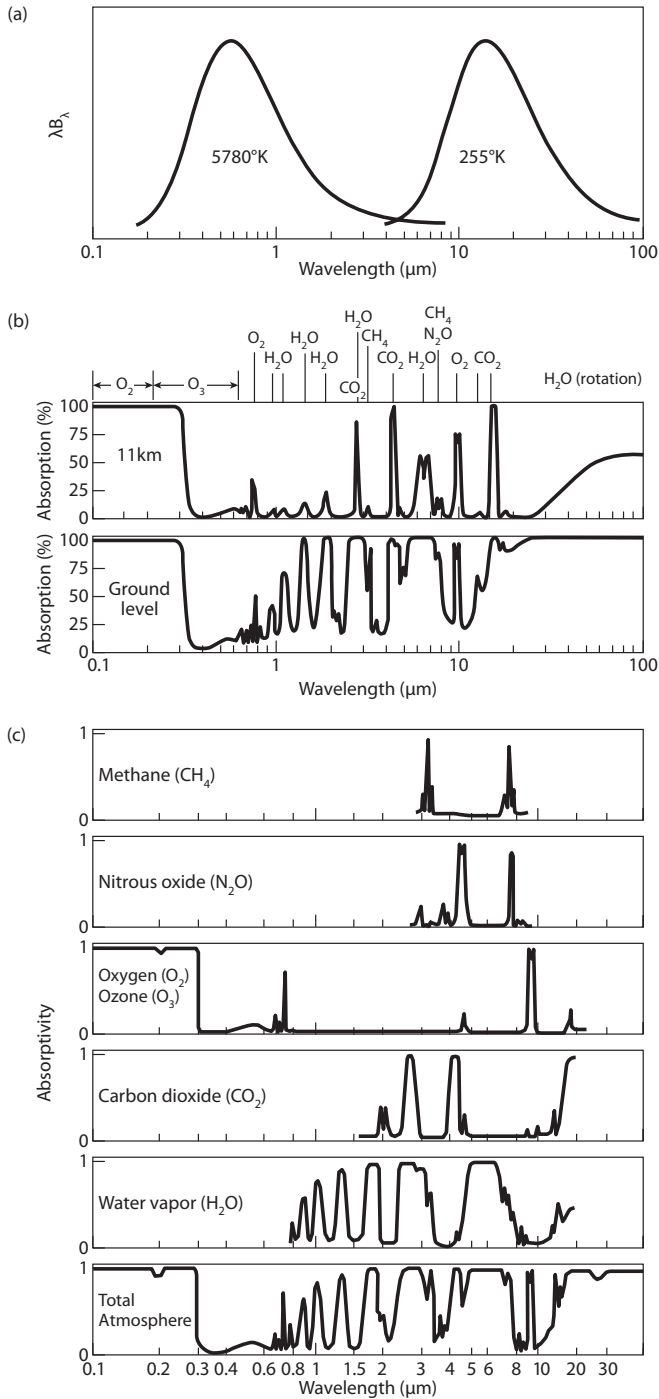 (a)
λB_λ
5780°K
255°K
0.1 1 10 100
Wavelength (μm)
(b)
H₂O CH₄
O₂ H₂O CH₄ N₂O
H₂O H₂O CO₂ H₂O O₂ CO₂
O₂ O₃ CO₂ H₂O (rotation)
Absorption (%)
100
75
50
25
0
11km
Absorption (%)
100
75
50
25
0
Ground
level
0.1 1 10 100
Wavelength (μm)
(c)
Absorptivity
1
Methane (CH₄)
0
1
Nitrous oxide (N₂O)
0
1
Oxygen (O₂)
Ozone (O₃)
0
1
Carbon dioxide (CO₂)
0
1
Water vapor (H₂O)
0
1
Total
Atmosphere
0
0.1 0.2 0.3 0.4 0.6 0.8 1 1.5 2 3 4 5 6 8 10 20 30
Wavelength (μm)